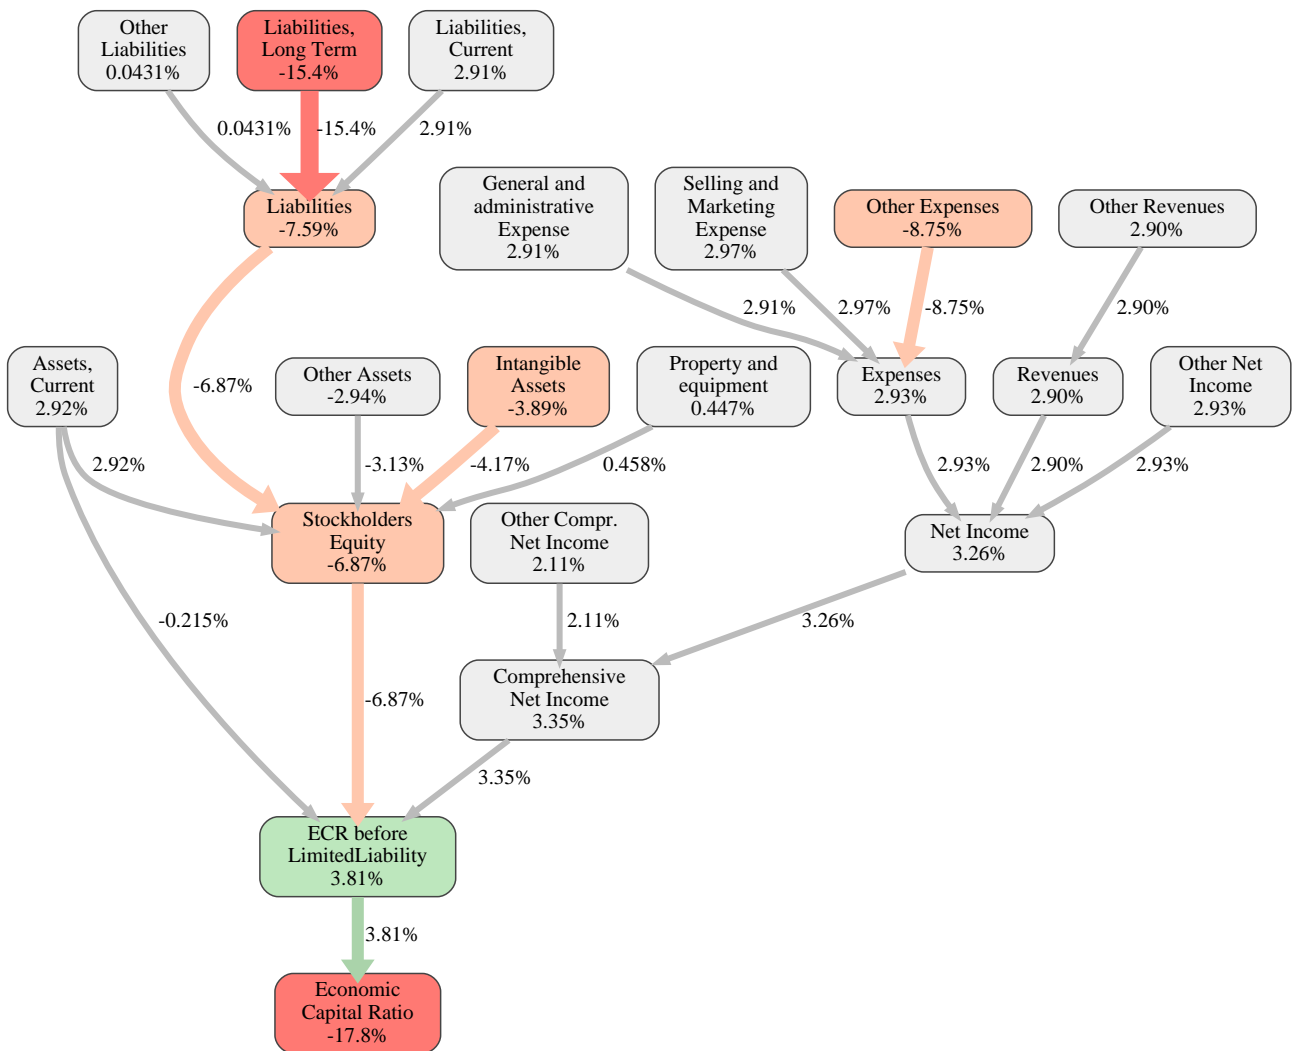 Other
Liabilities
0.0431%
Liabilities,
Long Term
-15.4%
Liabilities,
Current
2.91%
0.0431%
-15.4%
2.91%
Liabilities
-7.59%
General and
administrative
Expense
2.91%
Selling and
Marketing
Expense
2.97%
Other Expenses
-8.75%
Other Revenues
2.90%
2.91%
2.97%
-8.75%
2.90%
-6.87%
Assets,
Current
2.92%
Other Assets
-2.94%
Intangible
Assets
-3.89%
Property and
equipment
0.447%
Expenses
2.93%
Revenues
2.90%
Other Net
Income
2.93%
2.92%
-3.13%
-4.17%
0.458%
2.93%
2.90%
2.93%
Stockholders
Equity
-6.87%
Other Compr.
Net Income
2.11%
Net Income
3.26%
-0.215%
2.11%
3.26%
Comprehensive
Net Income
3.35%
-6.87%
3.35%
ECR before
LimitedLiability
3.81%
3.81%
Economic
Capital Ratio
-17.8%